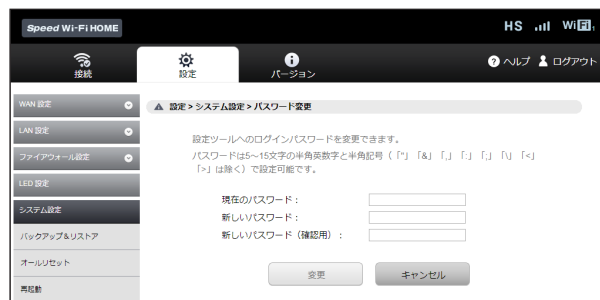 Speed Wi-Fi HOME
HS
WiFi 1
接続
設定
バージョン
ヘルプ
ログアウト
WAN 設定
LAN 設定
ファイアウォール設定
LED 設定
システム設定
バックアップ&リストア
オールリセット
再起動
設定 > システム設定 > パスワード変更
設定ツールへのログインパスワードを変更できます。
パスワードは5～15文字の半角英数字と半角記号（「"」「&」「,」「:」「;」「\」「<」
「>」は除く）で設定可能です。
現在のパスワード：
新しいパスワード：
新しいパスワード（確認用）：
変更
キャンセル